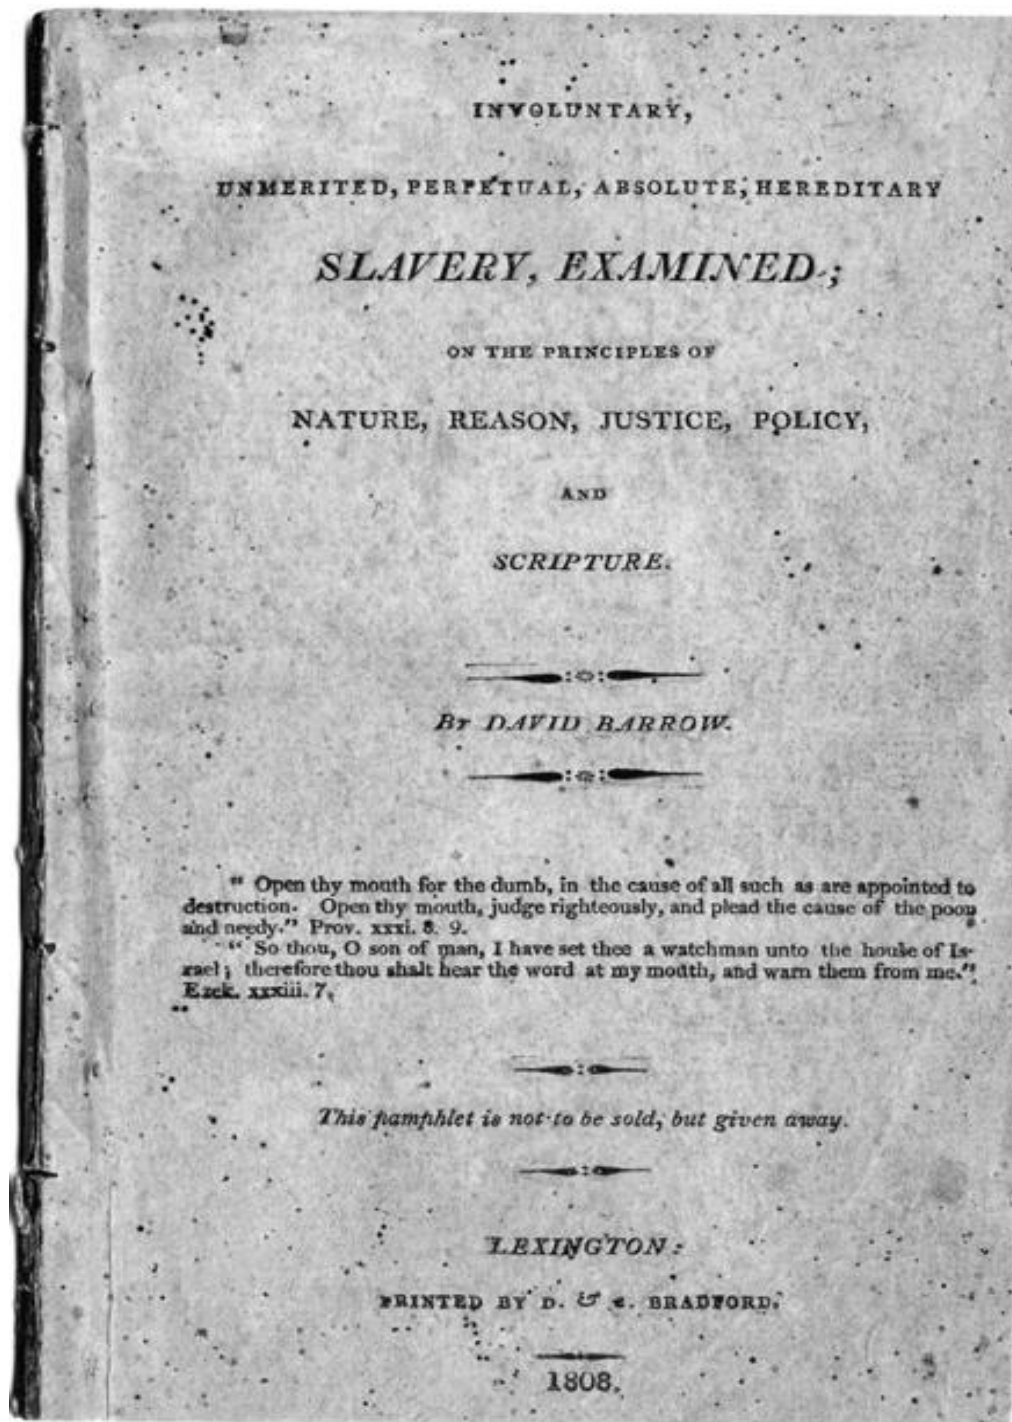 INVOLUNTARY,
UNMERITED, PERPETUAL, ABSOLUTE, HEREDITARY
SLAVERY, EXAMINED;
ON THE PRINCIPLES OF
NATURE, REASON, JUSTICE, POLICY,
AND
SCRIPTURE.
By DAVID BARROW.
" Open thy mouth for the dumb, in the cause of all such as are appointed to
destruction. Open thy mouth, judge righteously, and plead the cause of the poor
and needy." Prov. xxxi. 8. 9.
" So thou, O son of man, I have set thee a watchman unto the house of Is-
rael; therefore thou shalt hear the word at my mouth, and warn them from me."
Ezek. xxxiii. 7.
This pamphlet is not to be sold, but given away.
LEXINGTON:
PRINTED BY D. & C. BRADFORD.
1808.